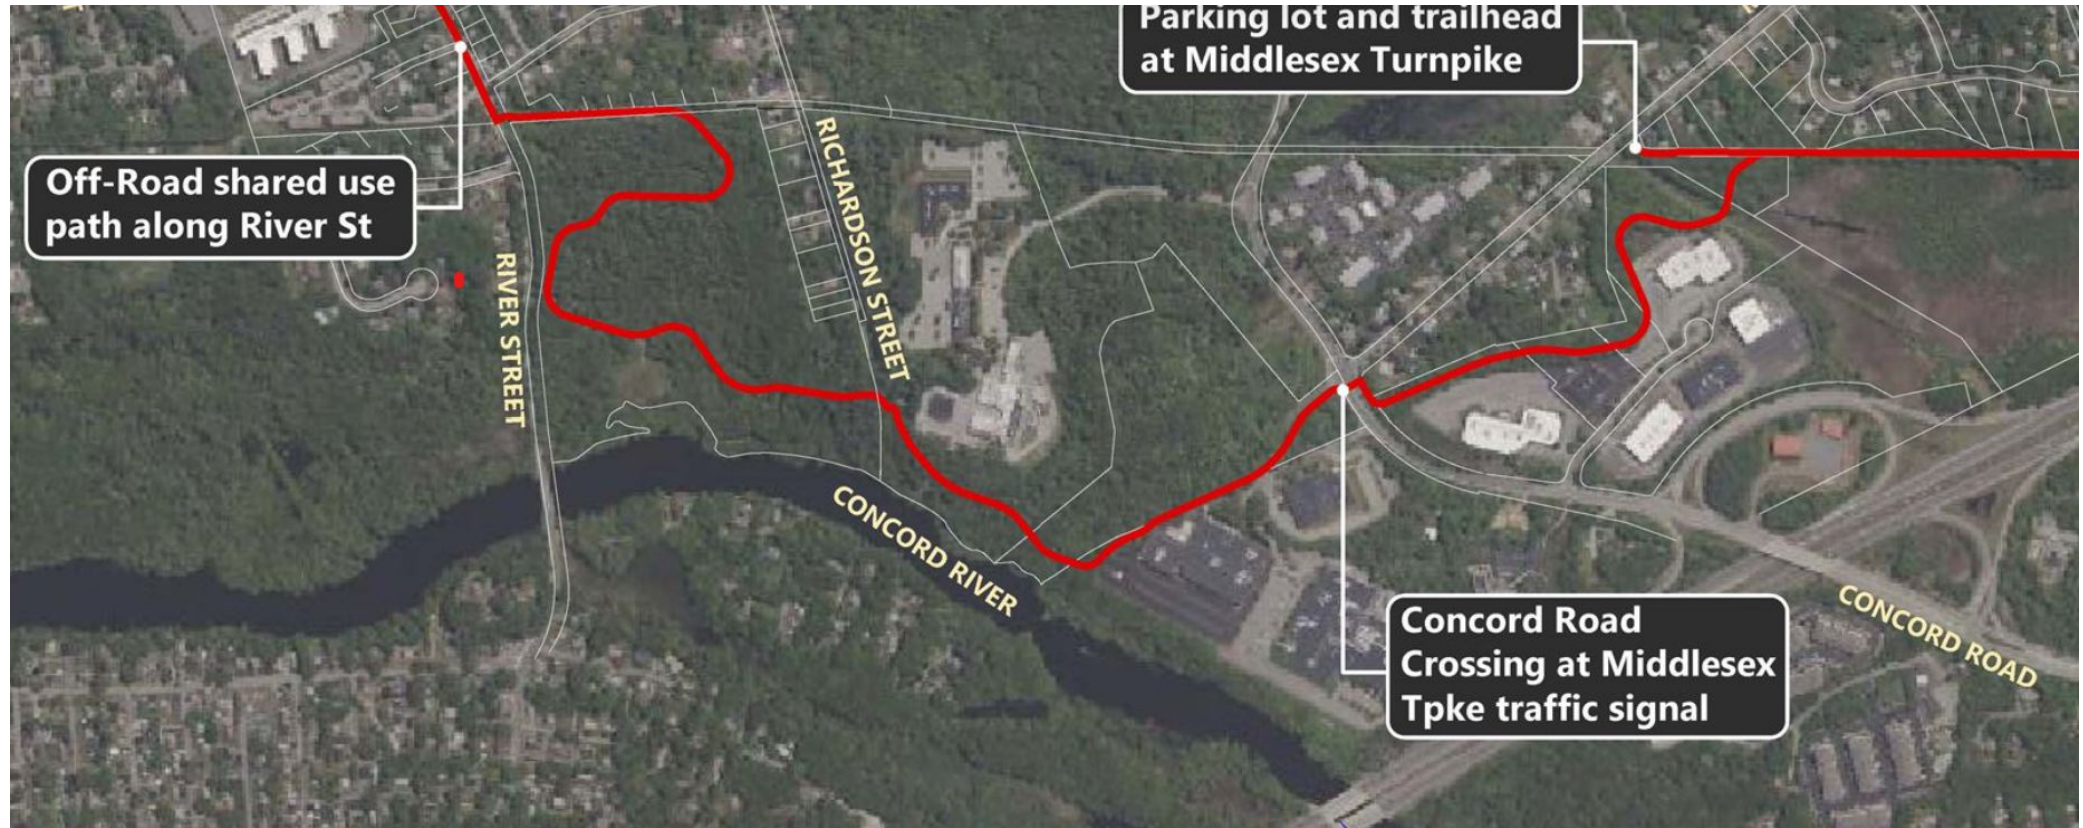 Parking lot and trailhead
at Middlesex Turnpike
Off-Road shared use
path along River St
RICHARDSON STREET
RIVER STREET
CONCORD RIVER
Concord Road
Crossing at Middlesex
Tpke traffic signal
CONCORD ROAD